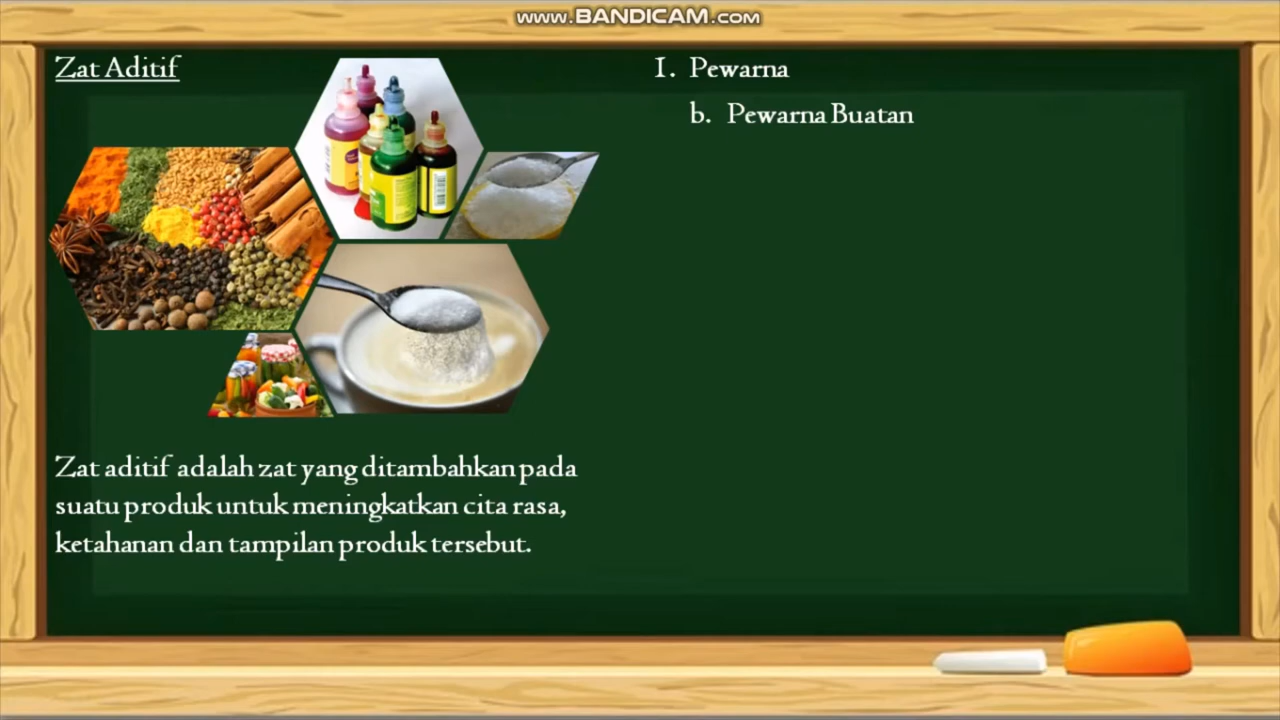 www.BANDICAM.com
Zat Aditif
Zat aditif adalah zat yang ditambahkan pada
suatu produk untuk meningkatkan cita rasa,
ketahanan dan tampilan produk tersebut.
I. Pewarna
b. Pewarna Buatan